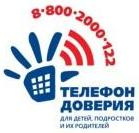 8-800-2000-122
ТЕЛЕФОН
ДОВЕРИЯ
ДЛЯ ДЕТЕЙ, ПОДРОСТКОВ
И ИХ РОДИТЕЛЕЙ